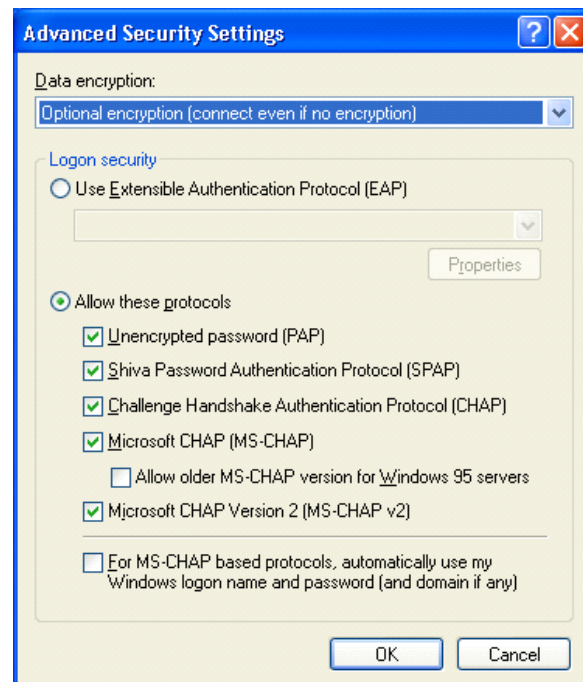 Advanced Security Settings
Data encryption:
Optional encryption (connect even if no encryption)
Logon security
Use Extensible Authentication Protocol (EAP)
Properties
Allow these protocols
Unencrypted password (PAP)
Shiva Password Authentication Protocol (SPAP)
Challenge Handshake Authentication Protocol (CHAP)
Microsoft CHAP (MS-CHAP)
Allow older MS-CHAP version for Windows 95 servers
Microsoft CHAP Version 2 (MS-CHAP v2)
For MS-CHAP based protocols, automatically use my
Windows logon name and password (and domain if any)
OK Cancel